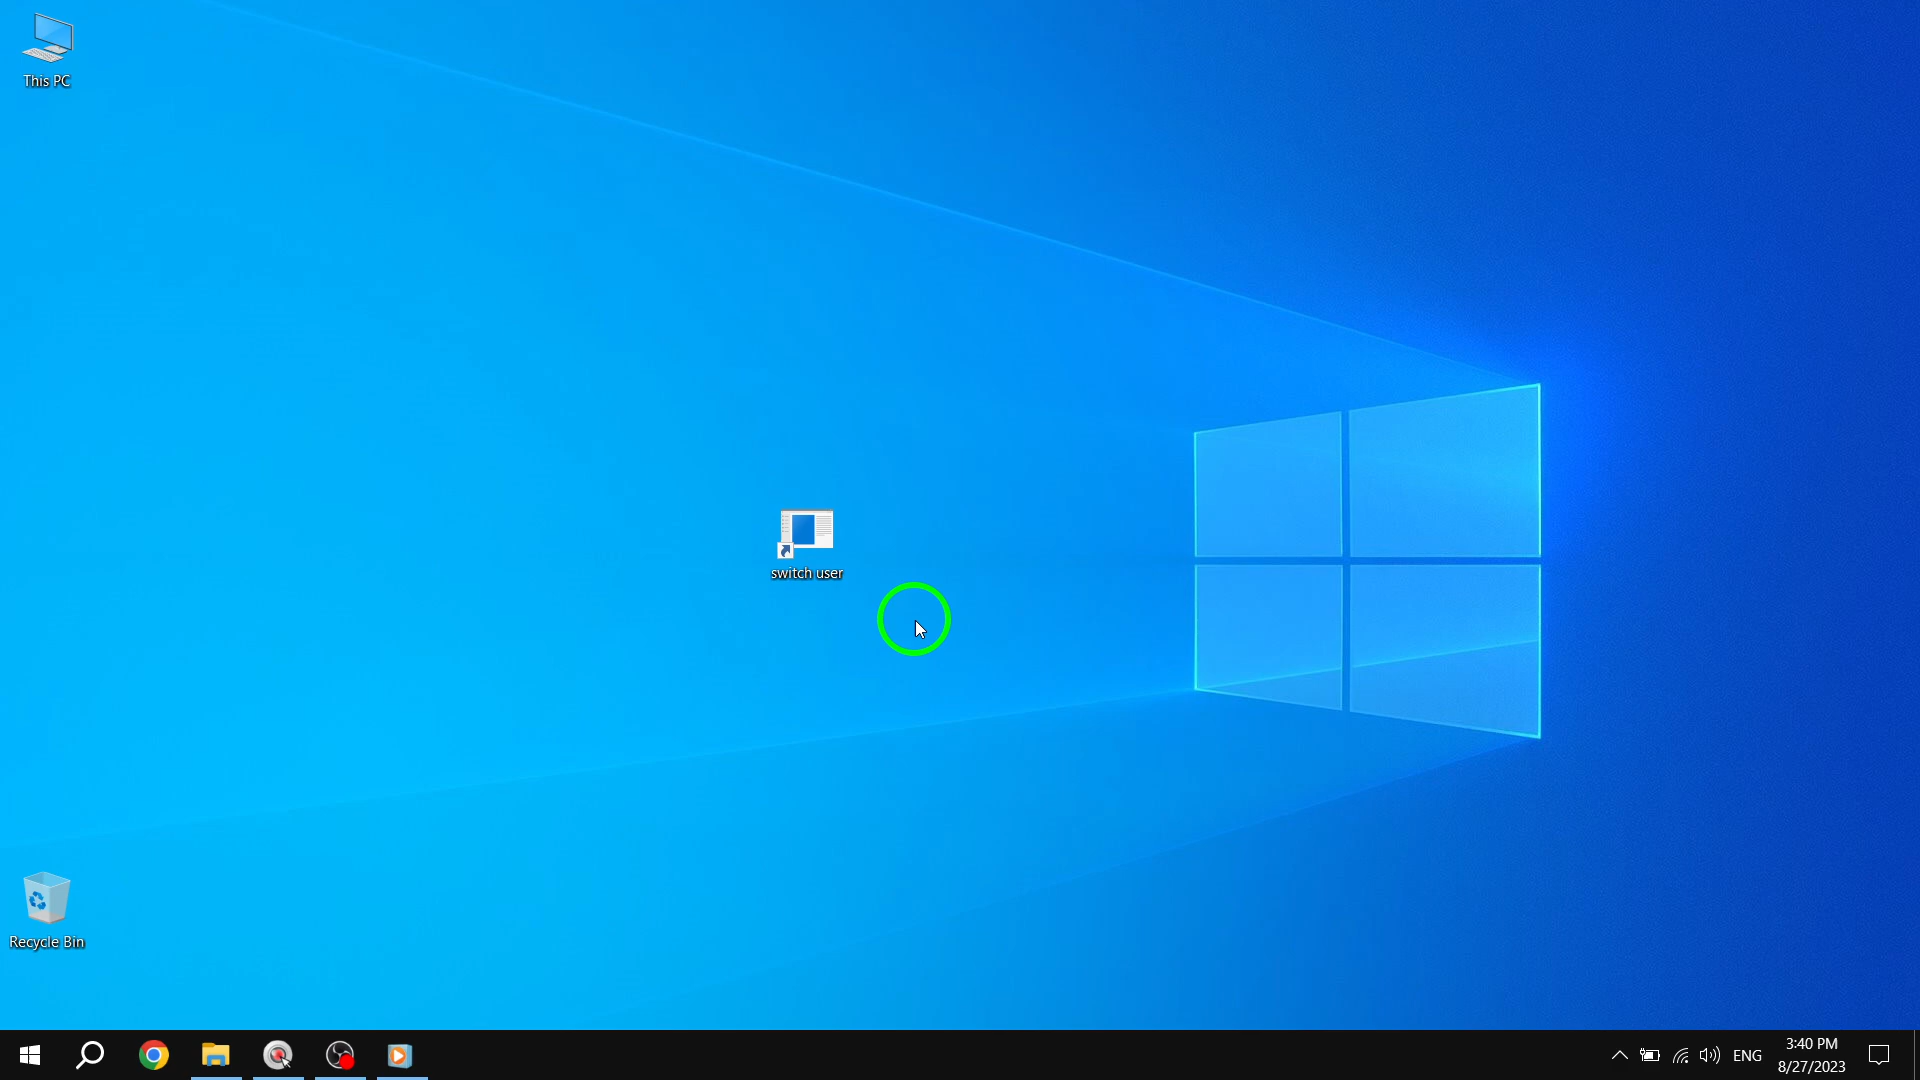 This PC
switch user
Recycle Bin
ENG
3:40 PM
8/27/2023